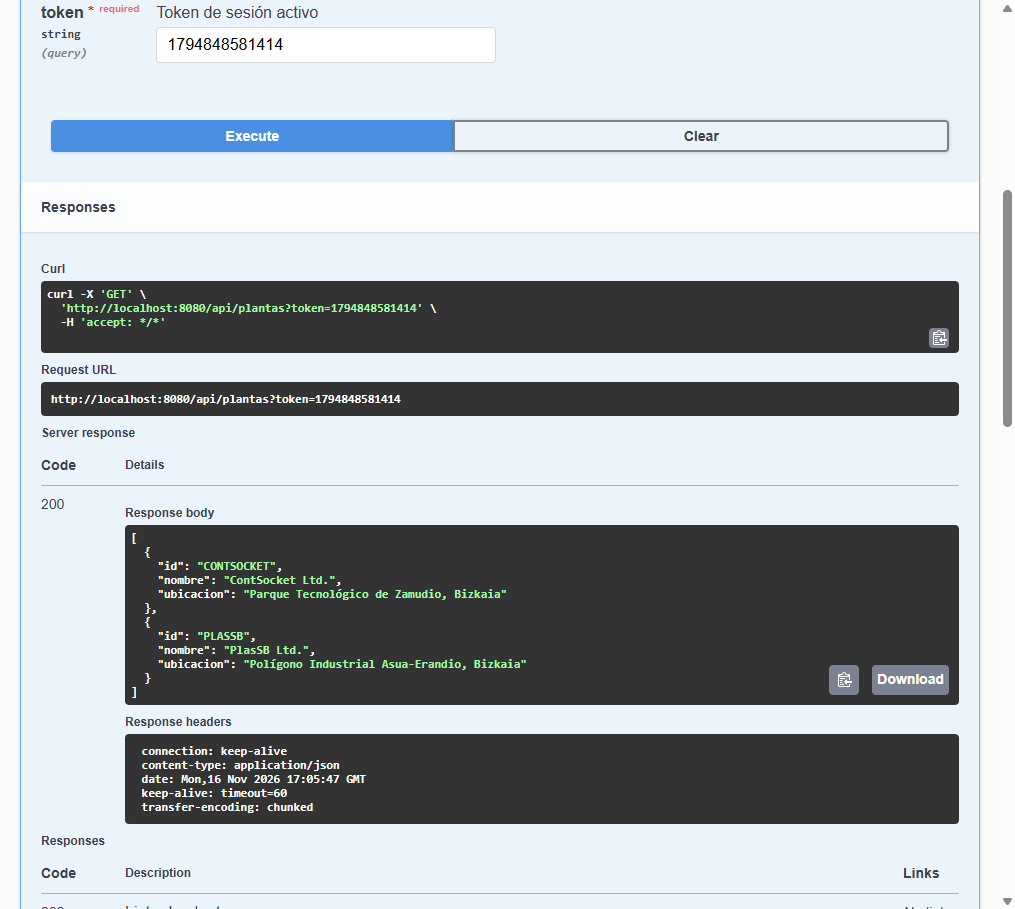 token * required
Token de sesión activo
string
(query)
1794848581414
Execute
Clear
Responses
Curl
curl -X 'GET' \
'http://localhost:8080/api/plantas?token=1794848581414' \
-H 'accept: */*'
Request URL
http://localhost:8080/api/plantas?token=1794848581414
Server response
Code Details
200
Response body
[
{
"id": "CONTSOCKET",
"nombre": "ContSocket Ltd.",
"ubicacion": "Parque Tecnológico de Zamudio, Bizkaia"
},
{
"id": "PLASSB",
"nombre": "PlasSB Ltd.",
"ubicacion": "Polígono Industrial Asua-Erandio, Bizkaia"
}
]
Download
Response headers
connection: keep-alive
content-type: application/json
date: Mon,16 Nov 2026 17:05:47 GMT
keep-alive: timeout=60
transfer-encoding: chunked
Responses
Code Description Links